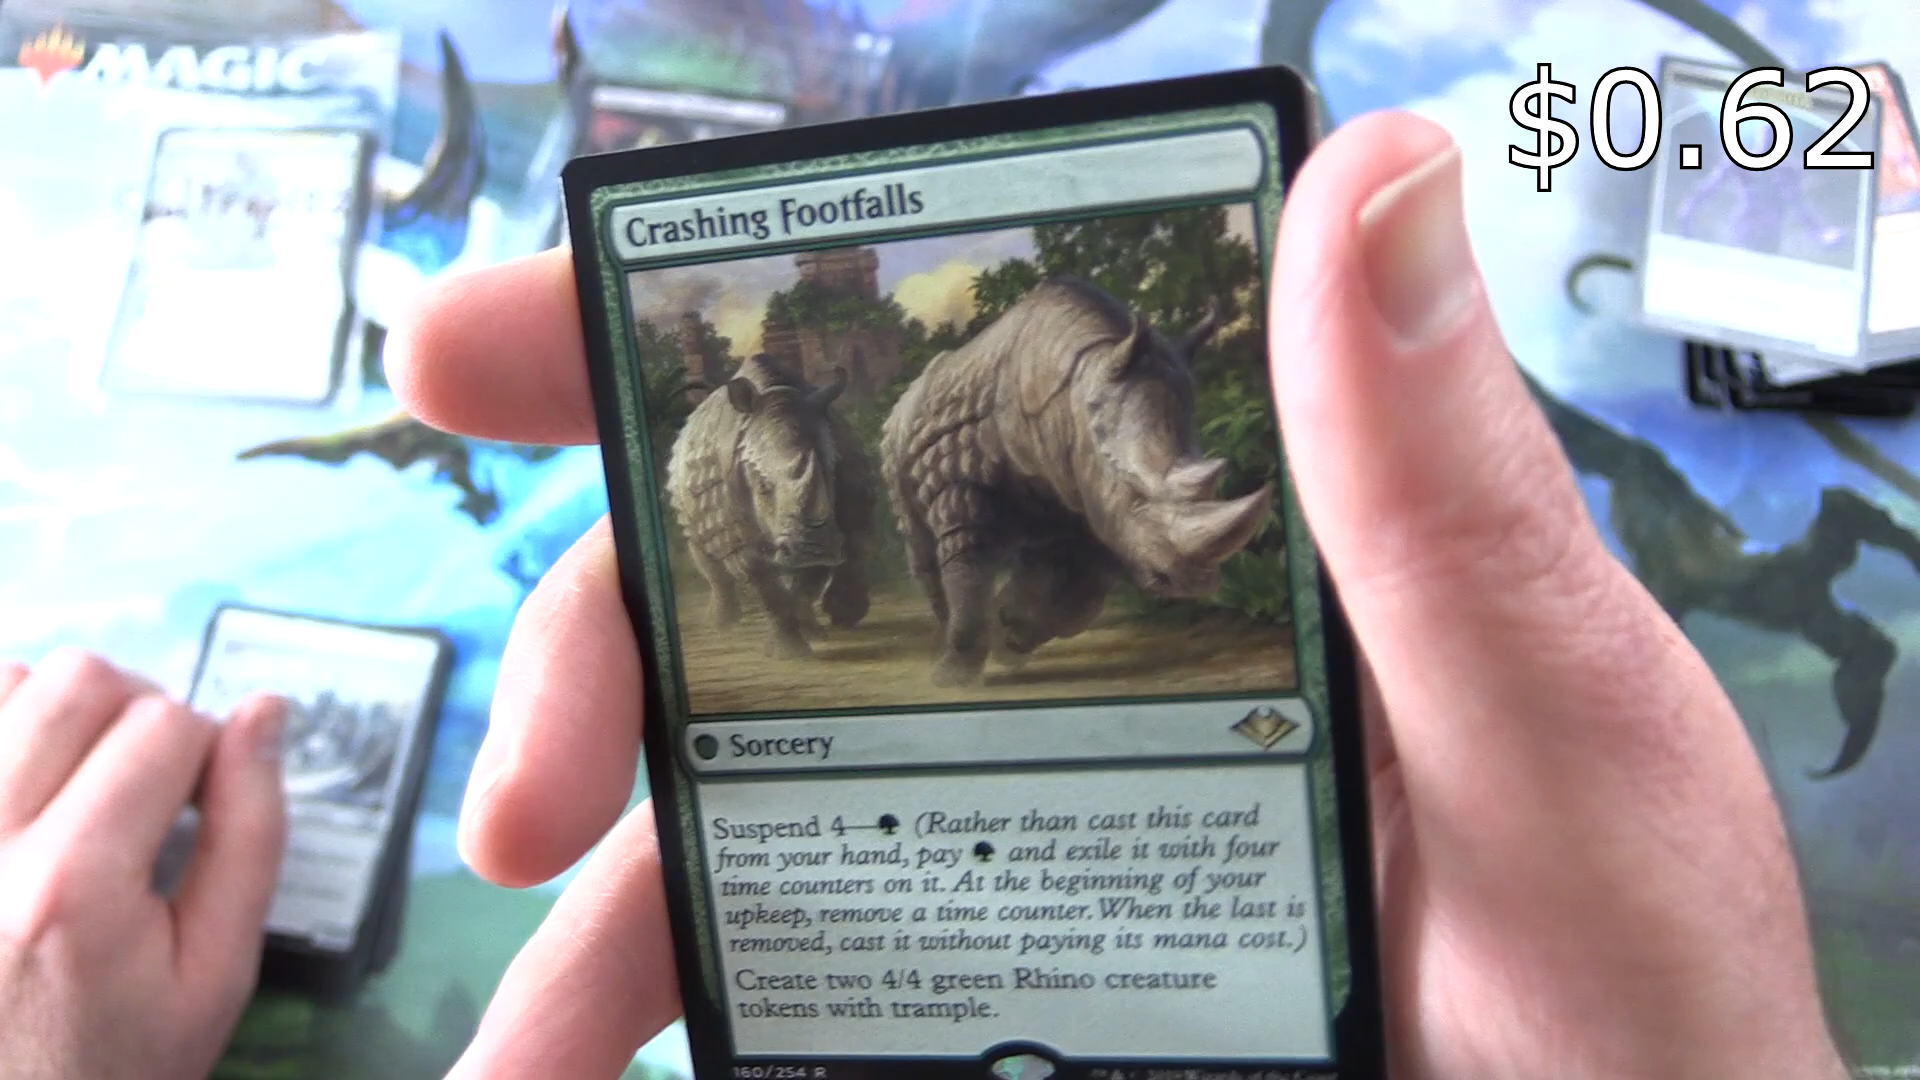 MAGIC
$0.62
Crashing Footfalls
Sorcery
Suspend 4— (Rather than cast this card
from your hand, pay and exile it with four
time counters on it. At the beginning of your
upkeep, remove a time counter. When the last is
removed, cast it without paying its mana cost.)
Create two 4/4 green Rhino creature
tokens with trample.
160/254 R